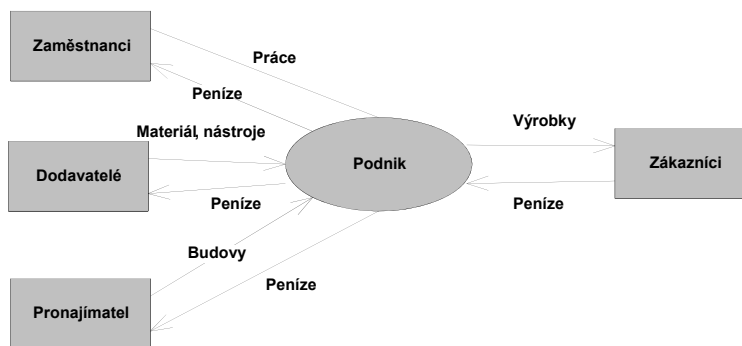 Zaměstnanci
Práce
Peníze
Materiál, nástroje
Výrobky
Dodavatelé
Podnik
Zákazníci
Peníze
Peníze
Budovy
Peníze
Pronajímatel